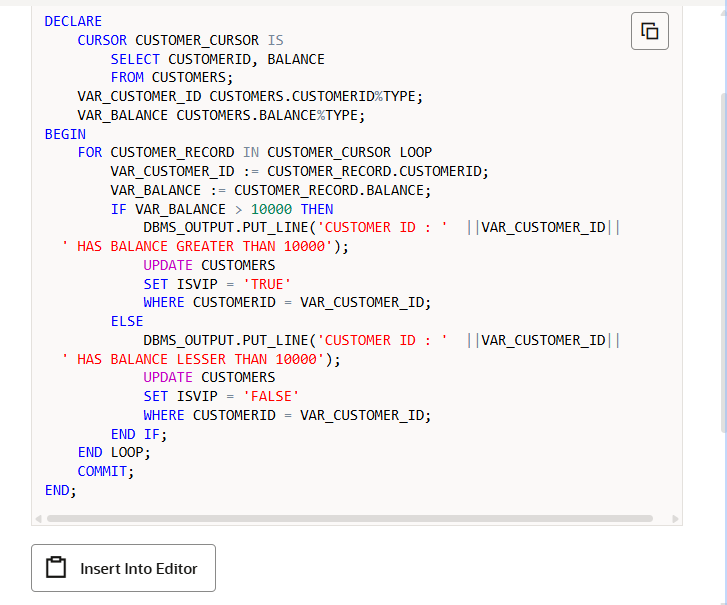 DECLARE
    CURSOR CUSTOMER_CURSOR IS
        SELECT CUSTOMERID, BALANCE
        FROM CUSTOMERS;
    VAR_CUSTOMER_ID CUSTOMERS.CUSTOMERID%TYPE;
    VAR_BALANCE CUSTOMERS.BALANCE%TYPE;
BEGIN
    FOR CUSTOMER_RECORD IN CUSTOMER_CURSOR LOOP
        VAR_CUSTOMER_ID := CUSTOMER_RECORD.CUSTOMERID;
        VAR_BALANCE := CUSTOMER_RECORD.BALANCE;
        IF VAR_BALANCE > 10000 THEN
            DBMS_OUTPUT.PUT_LINE('CUSTOMER ID : '  ||VAR_CUSTOMER_ID||
  ' HAS BALANCE GREATER THAN 10000');
            UPDATE CUSTOMERS
            SET ISVIP = 'TRUE'
            WHERE CUSTOMERID = VAR_CUSTOMER_ID;
        ELSE
            DBMS_OUTPUT.PUT_LINE('CUSTOMER ID : '  ||VAR_CUSTOMER_ID||
  ' HAS BALANCE LESSER THAN 10000');
            UPDATE CUSTOMERS
            SET ISVIP = 'FALSE'
            WHERE CUSTOMERID = VAR_CUSTOMER_ID;
        END IF;
    END LOOP;
    COMMIT;
END;
Insert Into Editor